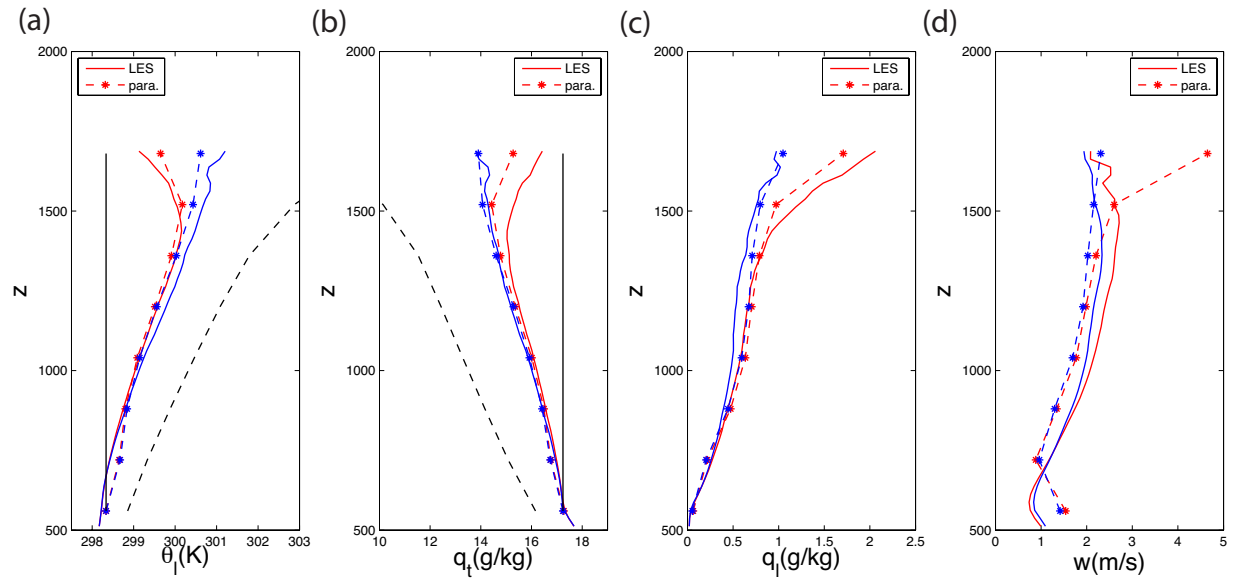 (a)
(b)
(c)
(d)
2000
1500
1000
500
z
298 299 300 301 302 303
θl(K)
LES
para.
2000
1500
1000
500
z
10 12 14 16 18
qt(g/kg)
LES
para.
2000
1500
1000
500
z
0 0.5 1 1.5 2 2.5
ql(g/kg)
LES
para.
2000
1500
1000
500
z
0 1 2 3 4 5
w(m/s)
LES
para.